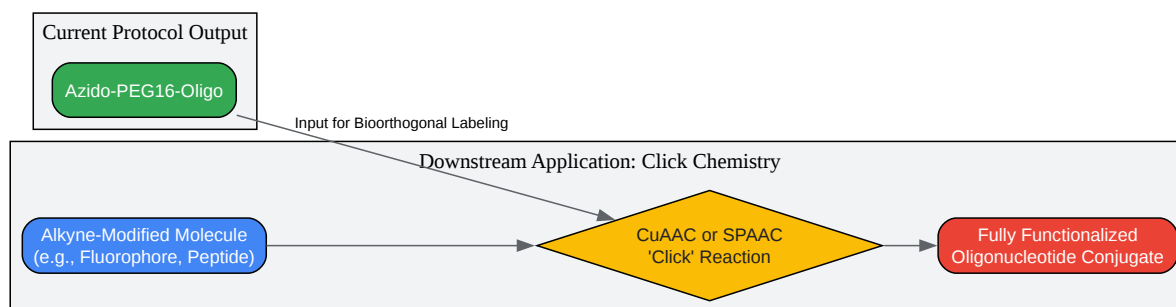 Current Protocol Output
Azido-PEG16-Oligo
Input for Bioorthogonal Labeling
Downstream Application: Click Chemistry
Alkyne-Modified Molecule
(e.g., Fluorophore, Peptide)
CuAAC or SPAAC
'Click' Reaction
Fully Functionalized
Oligonucleotide Conjugate